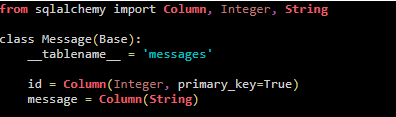 from sqlalchemy import Column, Integer, String
class Message(Base):
    __tablename__ = 'messages'
    id = Column(Integer, primary_key=True)
    message = Column(String)